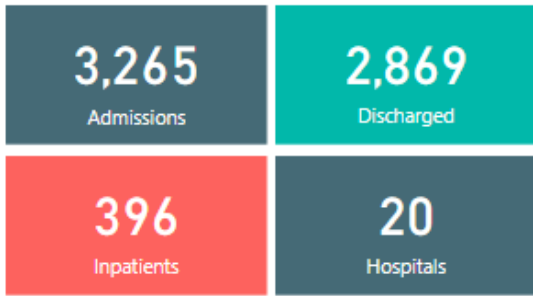 3,265
Admissions
2,869
Discharged
396
Inpatients
20
Hospitals